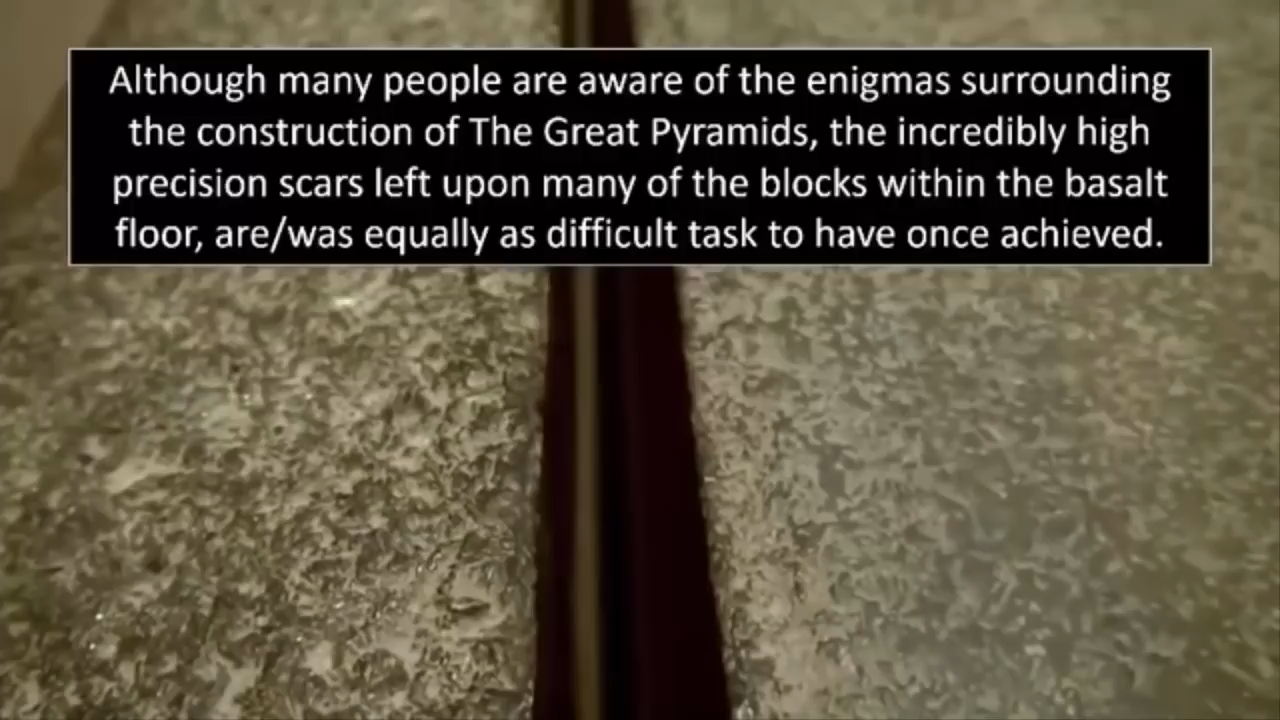 Although many people are aware of the enigmas surrounding
the construction of The Great Pyramids, the incredibly high
precision scars left upon many of the blocks within the basalt
floor, are/was equally as difficult task to have once achieved.